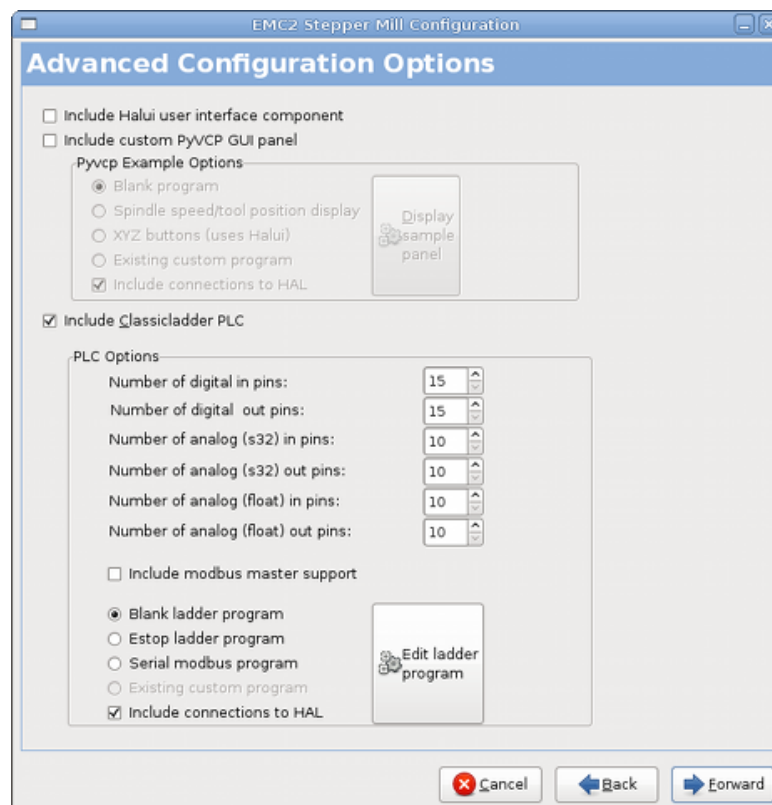 EMC2 Stepper Mill Configuration
Advanced Configuration Options
Include Halui user interface component
Include custom PyVCP GUI panel
Pyvcp Example Options
Blank program
Spindle speed/tool position display
XYZ buttons (uses Halui)
Existing custom program
Include connections to HAL
Display
sample
panel
Include Classicladder PLC
PLC Options
Number of digital in pins: 15
Number of digital out pins: 15
Number of analog (s32) in pins: 10
Number of analog (s32) out pins: 10
Number of analog (float) in pins: 10
Number of analog (float) out pins: 10
Include modbus master support
Blank ladder program
Estop ladder program
Serial modbus program
Existing custom program
Include connections to HAL
Edit ladder
program
Cancel Back Forward